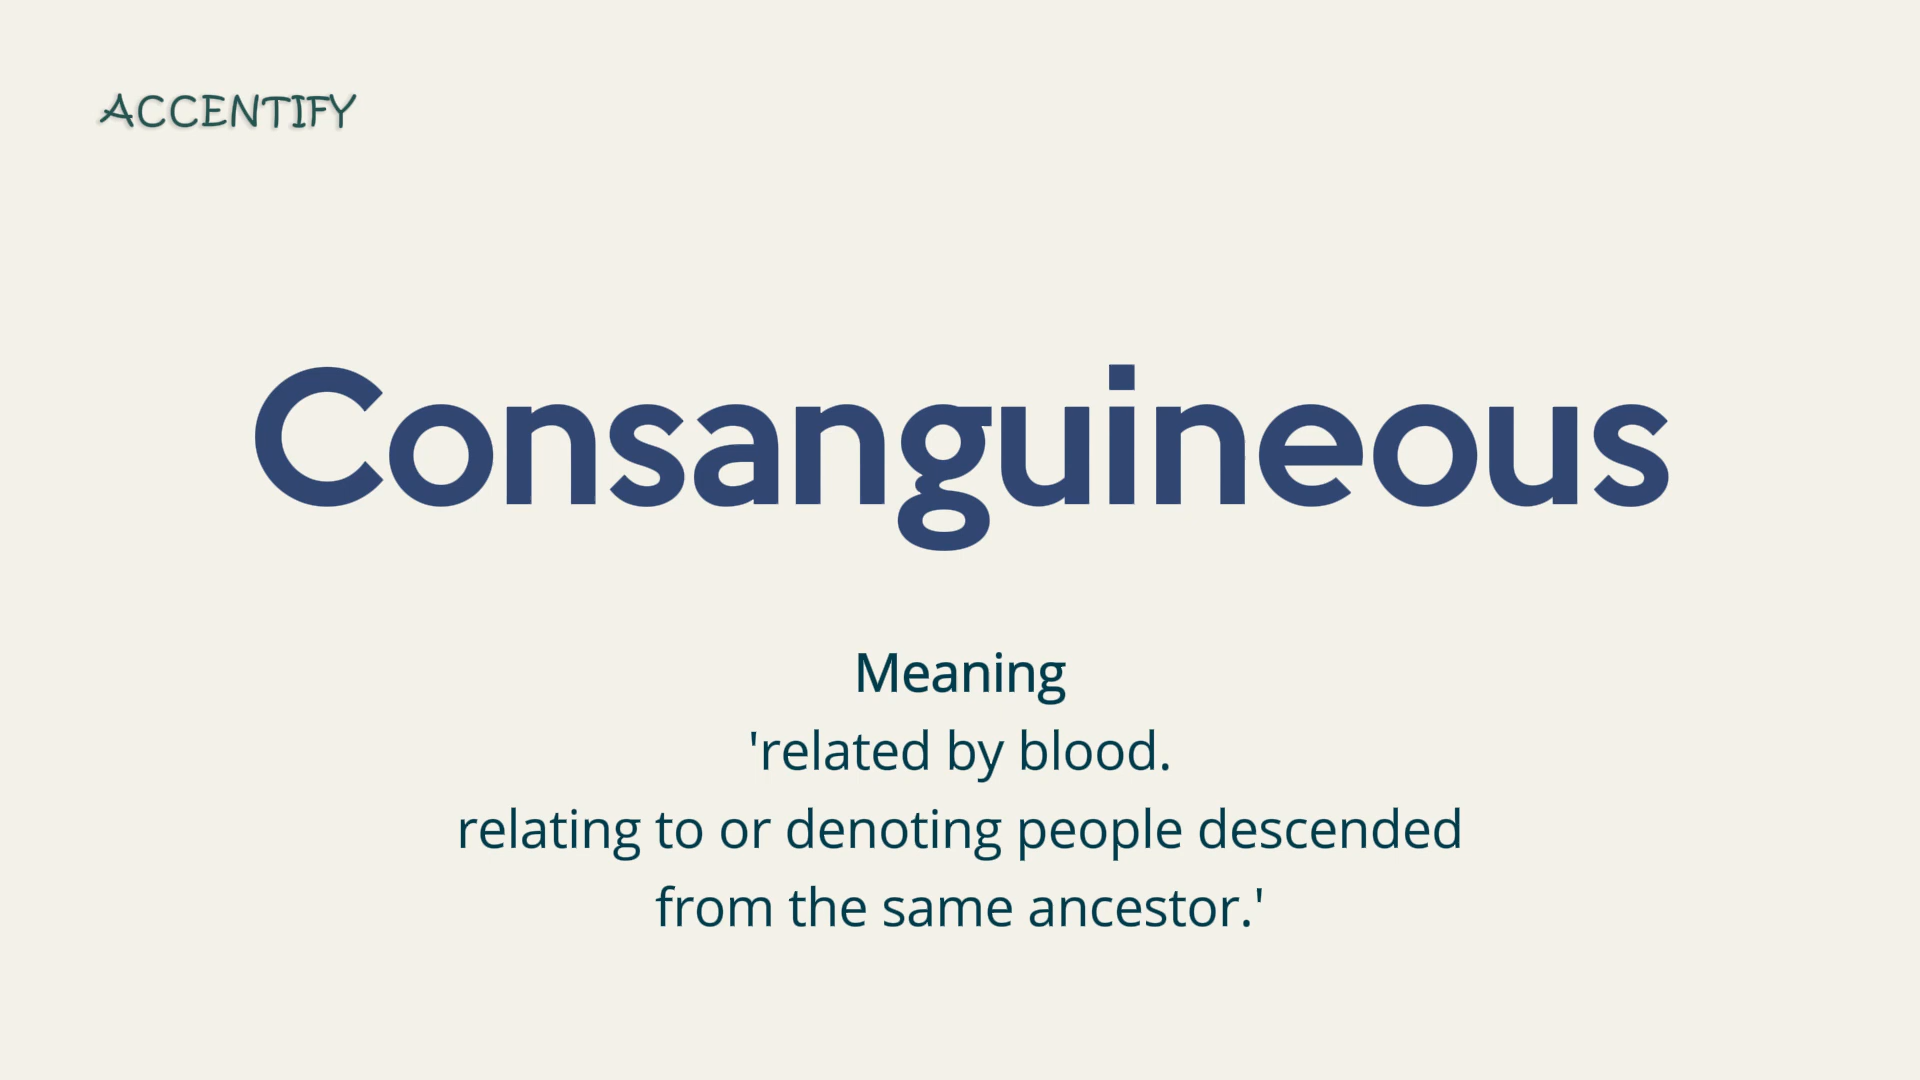 ACCENTIFY
Consanguineous
Meaning
'related by blood.
relating to or denoting people descended
from the same ancestor.'